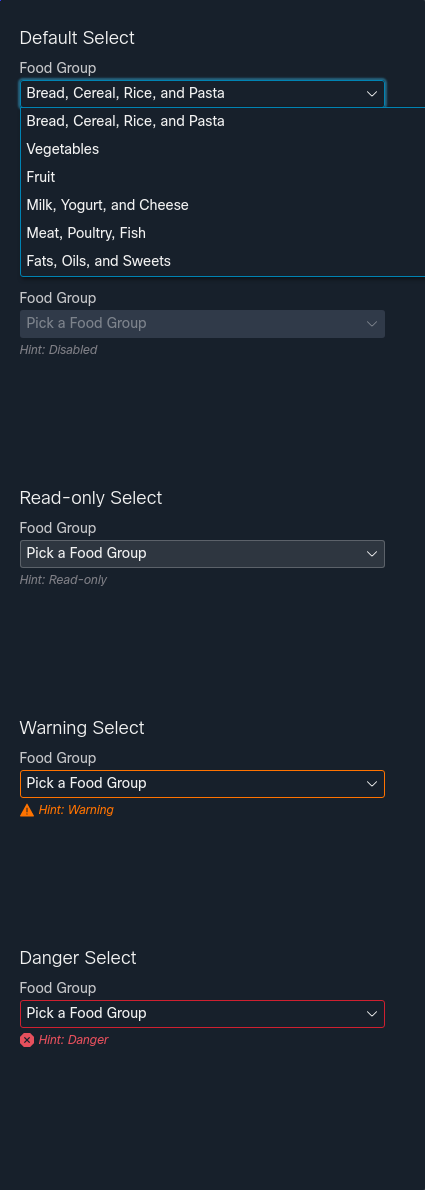 Default Select
Food Group
Bread, Cereal, Rice, and Pasta
Bread, Cereal, Rice, and Pasta
Vegetables
Fruit
Milk, Yogurt, and Cheese
Meat, Poultry, Fish
Fats, Oils, and Sweets
Food Group
Pick a Food Group
Hint: Disabled
Read-only Select
Food Group
Pick a Food Group
Hint: Read-only
Warning Select
Food Group
Pick a Food Group
Hint: Warning
Danger Select
Food Group
Pick a Food Group
Hint: Danger